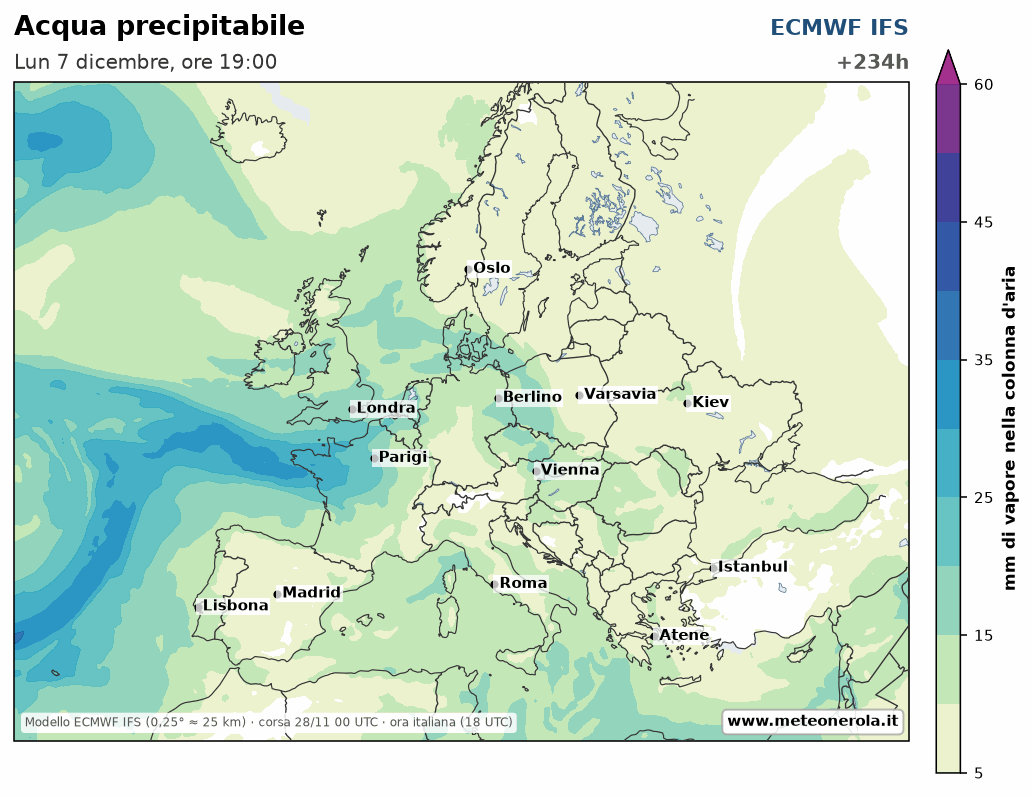 Acqua precipitabile
ECMWF IFS
Lun 7 dicembre, ore 19:00
+234h
60
45
35
25
15
5
mm di vapore nella colonna d'aria
Oslo
Berlino
Varsavia
Kiev
Londra
Parigi
Vienna
Istanbul
Roma
Madrid
Lisbona
Atene
Modello ECMWF IFS (0,25° ≈ 25 km) · corsa 28/11 00 UTC · ora italiana (18 UTC)
www.meteonerola.it